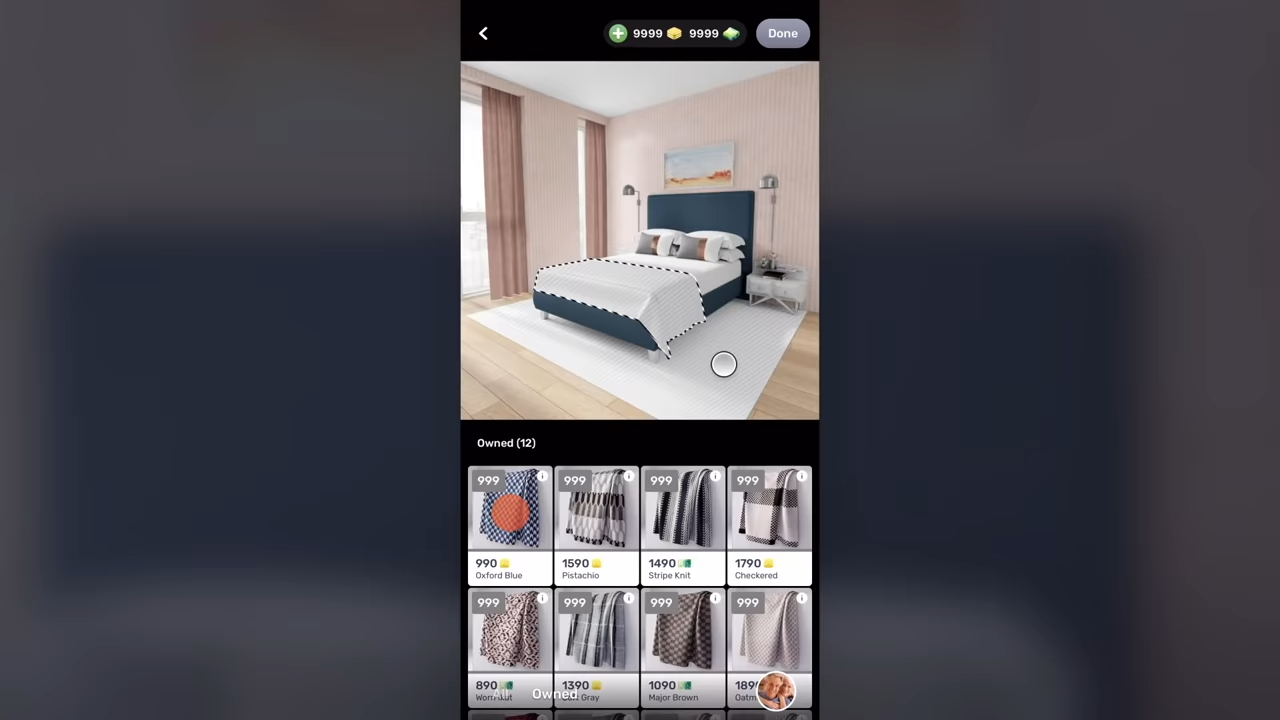 9999 9999 Done
Owned (12)
999 999 999 999
990 1590 1490 1790
Oxford Blue Pistachio Stripe Knit Checkered
999 999 999 999
890 1390 1090
All Owned
Gray Major Brown